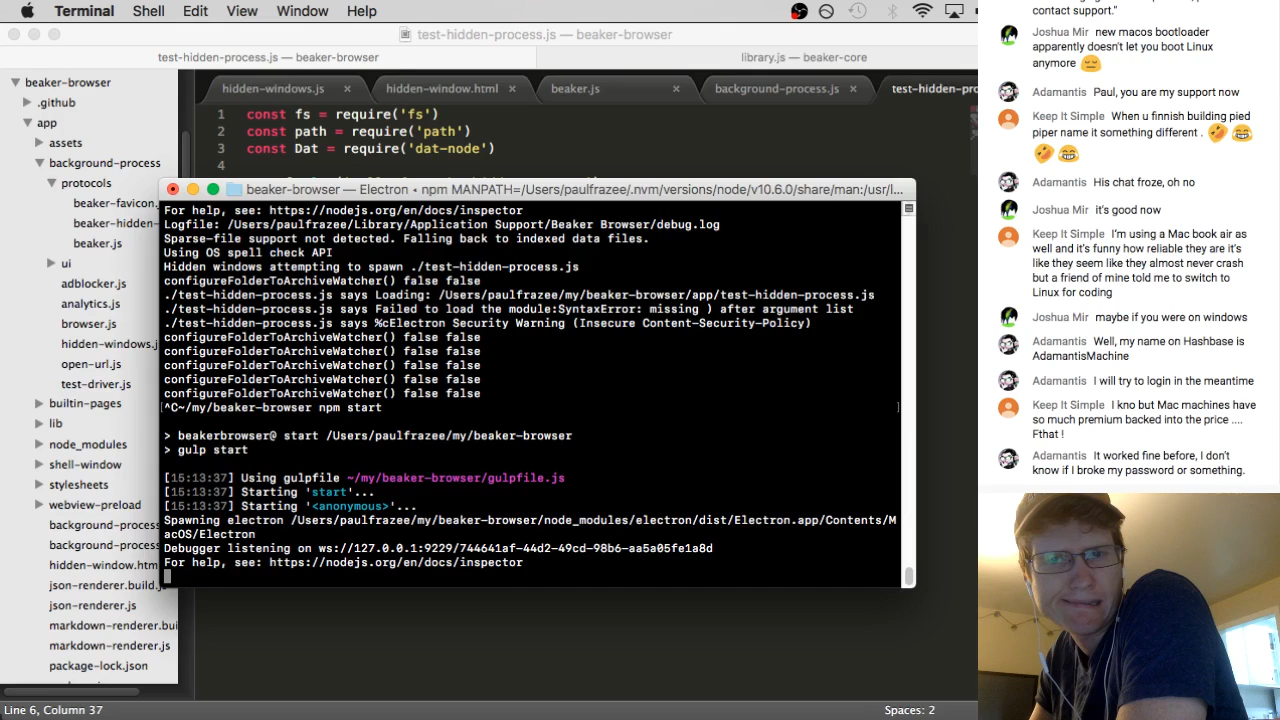 Terminal Shell Edit View Window Help
test-hidden-process.js — beaker-browser
test-hidden-process.js — beaker-browser
library.js — beaker-core
beaker-browser
.github
app
assets
background-process
protocols
beaker-favicon.
beaker-hidden-
beaker.js
ui
adblocker.js
analytics.js
browser.js
hidden-windows.j
open-url.js
test-driver.js
builtin-pages
lib
node_modules
shell-window
stylesheets
webview-preload
background-proces
background-proces
hidden-window.htm
json-renderer.build.j
json-renderer.js
markdown-renderer.bui
markdown-renderer.js
package-lock.json
hidden-windows.js ×
hidden-window.html ×
beaker.js ×
background-process.js ×
test-hidden-pro
1 const fs = require('fs')
2 const path = require('path')
3 const Dat = require('dat-node')
4
beaker-browser — Electron ◂ npm MANPATH=/Users/paulfrazee/.nvm/versions/node/v10.6.0/share/man:/usr/l...
For help, see: https://nodejs.org/en/docs/inspector
Logfile: /Users/paulfrazee/Library/Application Support/Beaker Browser/debug.log
Sparse-file support not detected. Falling back to indexed data files.
Using OS spell check API
Hidden windows attempting to spawn ./test-hidden-process.js
configureFolderToArchiveWatcher() false false
./test-hidden-process.js says Loading: /Users/paulfrazee/my/beaker-browser/app/test-hidden-process.js
./test-hidden-process.js says Failed to load the module:SyntaxError: missing ) after argument list
./test-hidden-process.js says %cElectron Security Warning (Insecure Content-Security-Policy)
configureFolderToArchiveWatcher() false false
configureFolderToArchiveWatcher() false false
configureFolderToArchiveWatcher() false false
configureFolderToArchiveWatcher() false false
configureFolderToArchiveWatcher() false false
[^C~/my/beaker-browser npm start ]
> beakerbrowser@ start /Users/paulfrazee/my/beaker-browser
> gulp start
[15:13:37] Using gulpfile ~/my/beaker-browser/gulpfile.js
[15:13:37] Starting 'start'...
[15:13:37] Starting '<anonymous>'...
Spawning electron /Users/paulfrazee/my/beaker-browser/node_modules/electron/dist/Electron.app/Contents/M
acOS/Electron
Debugger listening on ws://127.0.0.1:9229/744641af-44d2-49cd-98b6-aa5a05fe1a8d
For help, see: https://nodejs.org/en/docs/inspector
Line 6, Column 37
Spaces: 2
contact support."
Joshua Mir new macos bootloader
apparently doesn't let you boot Linux
anymore 😔
Adamantis Paul, you are my support now
Keep It Simple When u finnish building pied
piper name it something different . 🤣😂
🤣😂
Adamantis His chat froze, oh no
Joshua Mir it's good now
Keep It Simple I'm using a Mac book air as
well and it's funny how reliable they are it's
like they seem like they almost never crash
but a friend of mine told me to switch to
Linux for coding
Joshua Mir maybe if you were on windows
Adamantis Well, my name on Hashbase is
AdamantisMachine
Adamantis I will try to login in the meantime
Keep It Simple I kno but Mac machines have
so much premium backed into the price ....
Fthat !
Adamantis It worked fine before, I don't
know if I broke my password or something.